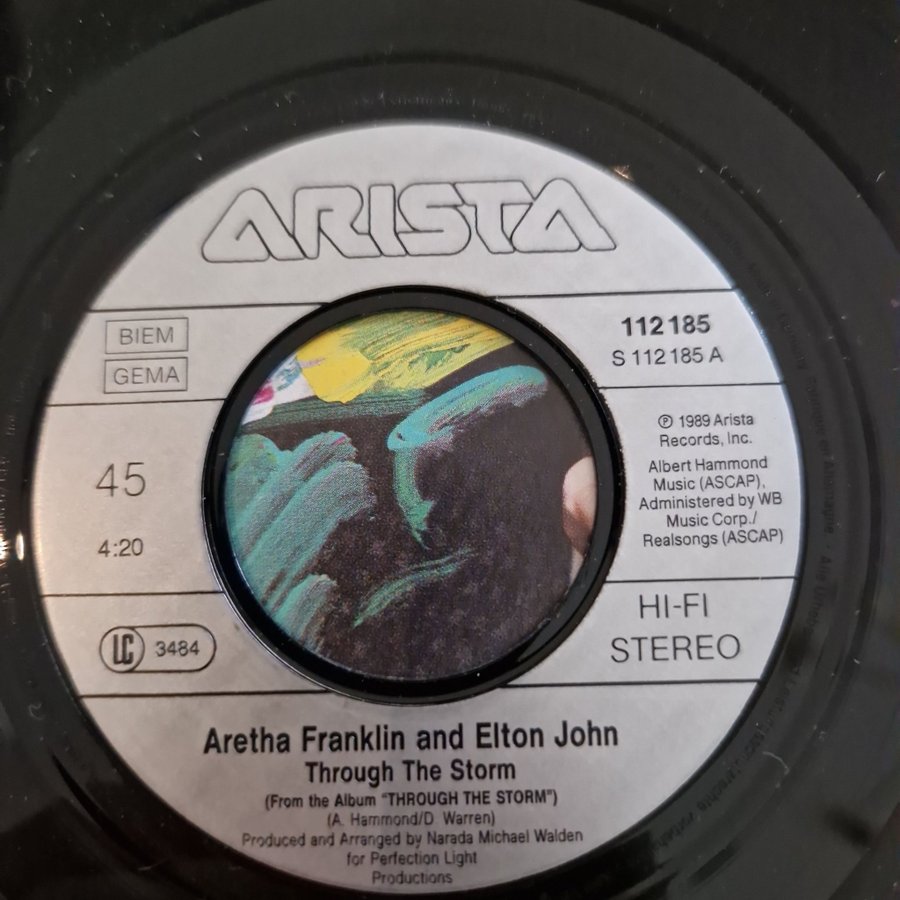 ARISTA
BIEM
GEMA
112 185
S 112 185 A
45
4:20
℗ 1989 Arista
Records, Inc.
Albert Hammond
Music (ASCAP),
Administered by WB
Music Corp./
Realsongs (ASCAP)
LC 3484
HI-FI
STEREO
Aretha Franklin and Elton John
Through The Storm
(From the Album "THROUGH THE STORM")
(A. Hammond/D. Warren)
Produced and Arranged by Narada Michael Walden
for Perfection Light
Productions